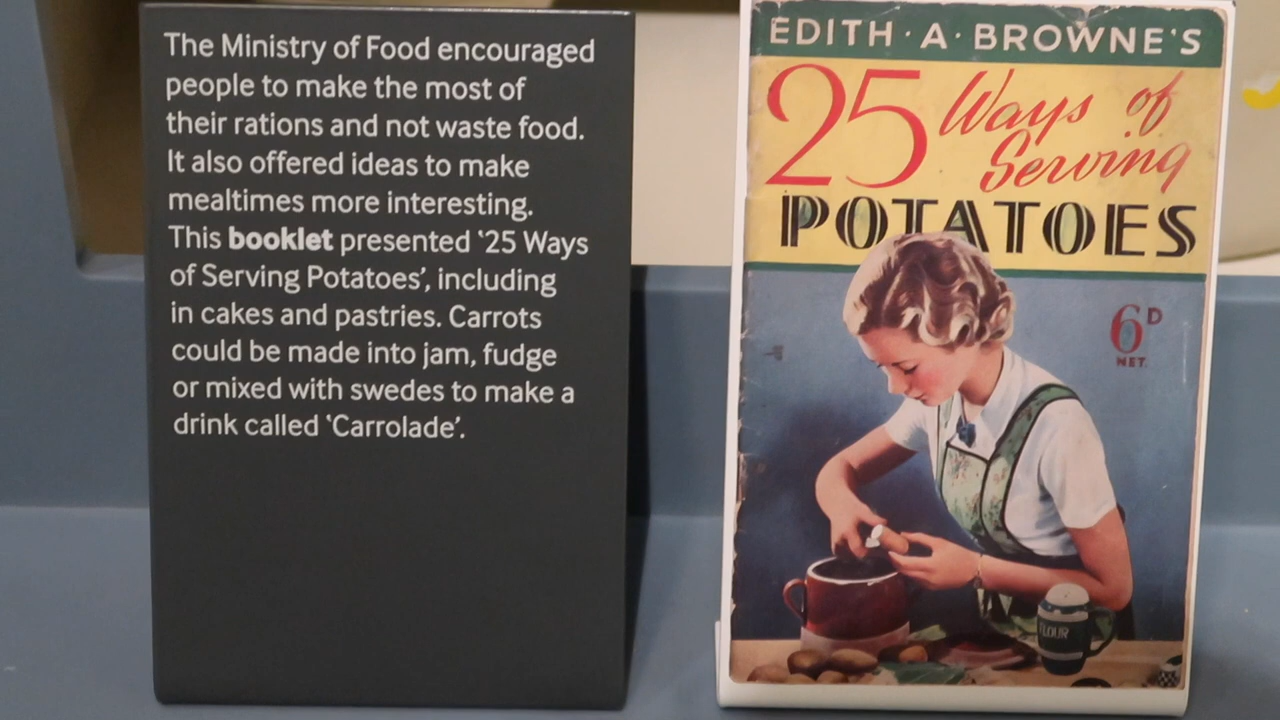 The Ministry of Food encouraged
people to make the most of
their rations and not waste food.
It also offered ideas to make
mealtimes more interesting.
This booklet presented ‘25 Ways
of Serving Potatoes’, including
in cakes and pastries. Carrots
could be made into jam, fudge
or mixed with swedes to make a
drink called ‘Carrolade’.
EDITH·A·BROWNE'S
25 Ways of
Serving
POTATOES
6D
NET.
FLOUR